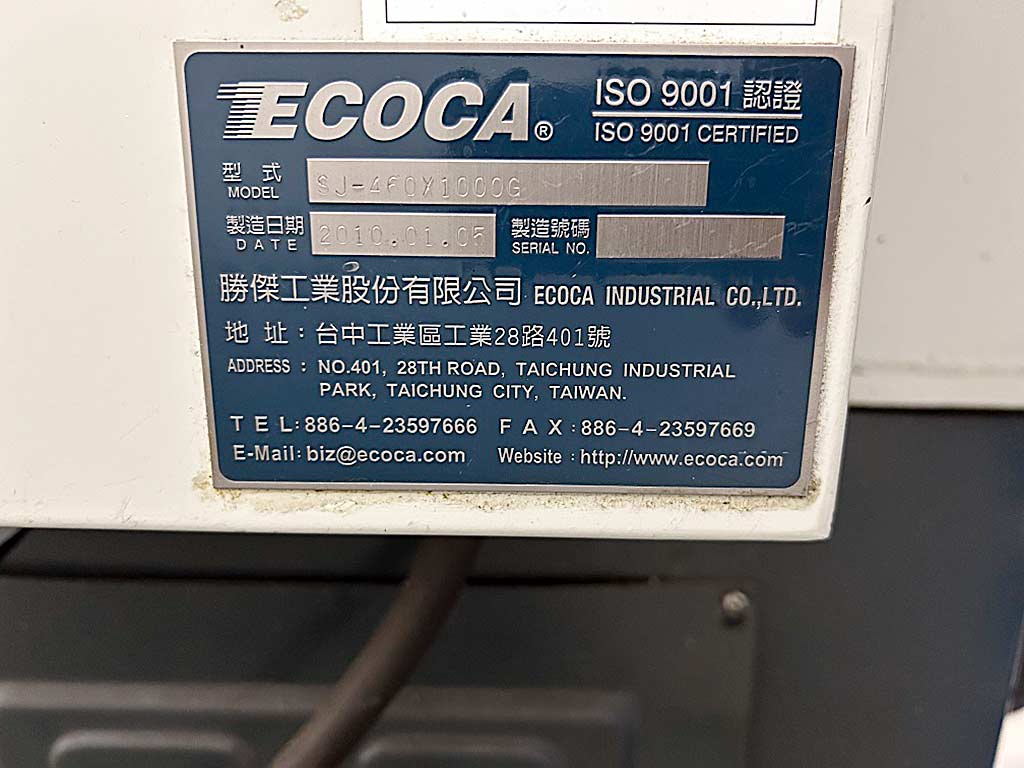 ECOCA®
ISO 9001 認證
ISO 9001 CERTIFIED
型式 SJ-460X1000G
MODEL
製造日期 2010.01.05 製造號碼
DATE SERIAL NO.
勝傑工業股份有限公司 ECOCA INDUSTRIAL CO.,LTD.
地址：台中工業區工業28路401號
ADDRESS : NO.401, 28TH ROAD, TAICHUNG INDUSTRIAL
PARK, TAICHUNG CITY, TAIWAN.
TEL:886-4-23597666 FAX:886-4-23597669
E-Mail: biz@ecoca.com Website : http://www.ecoca.com